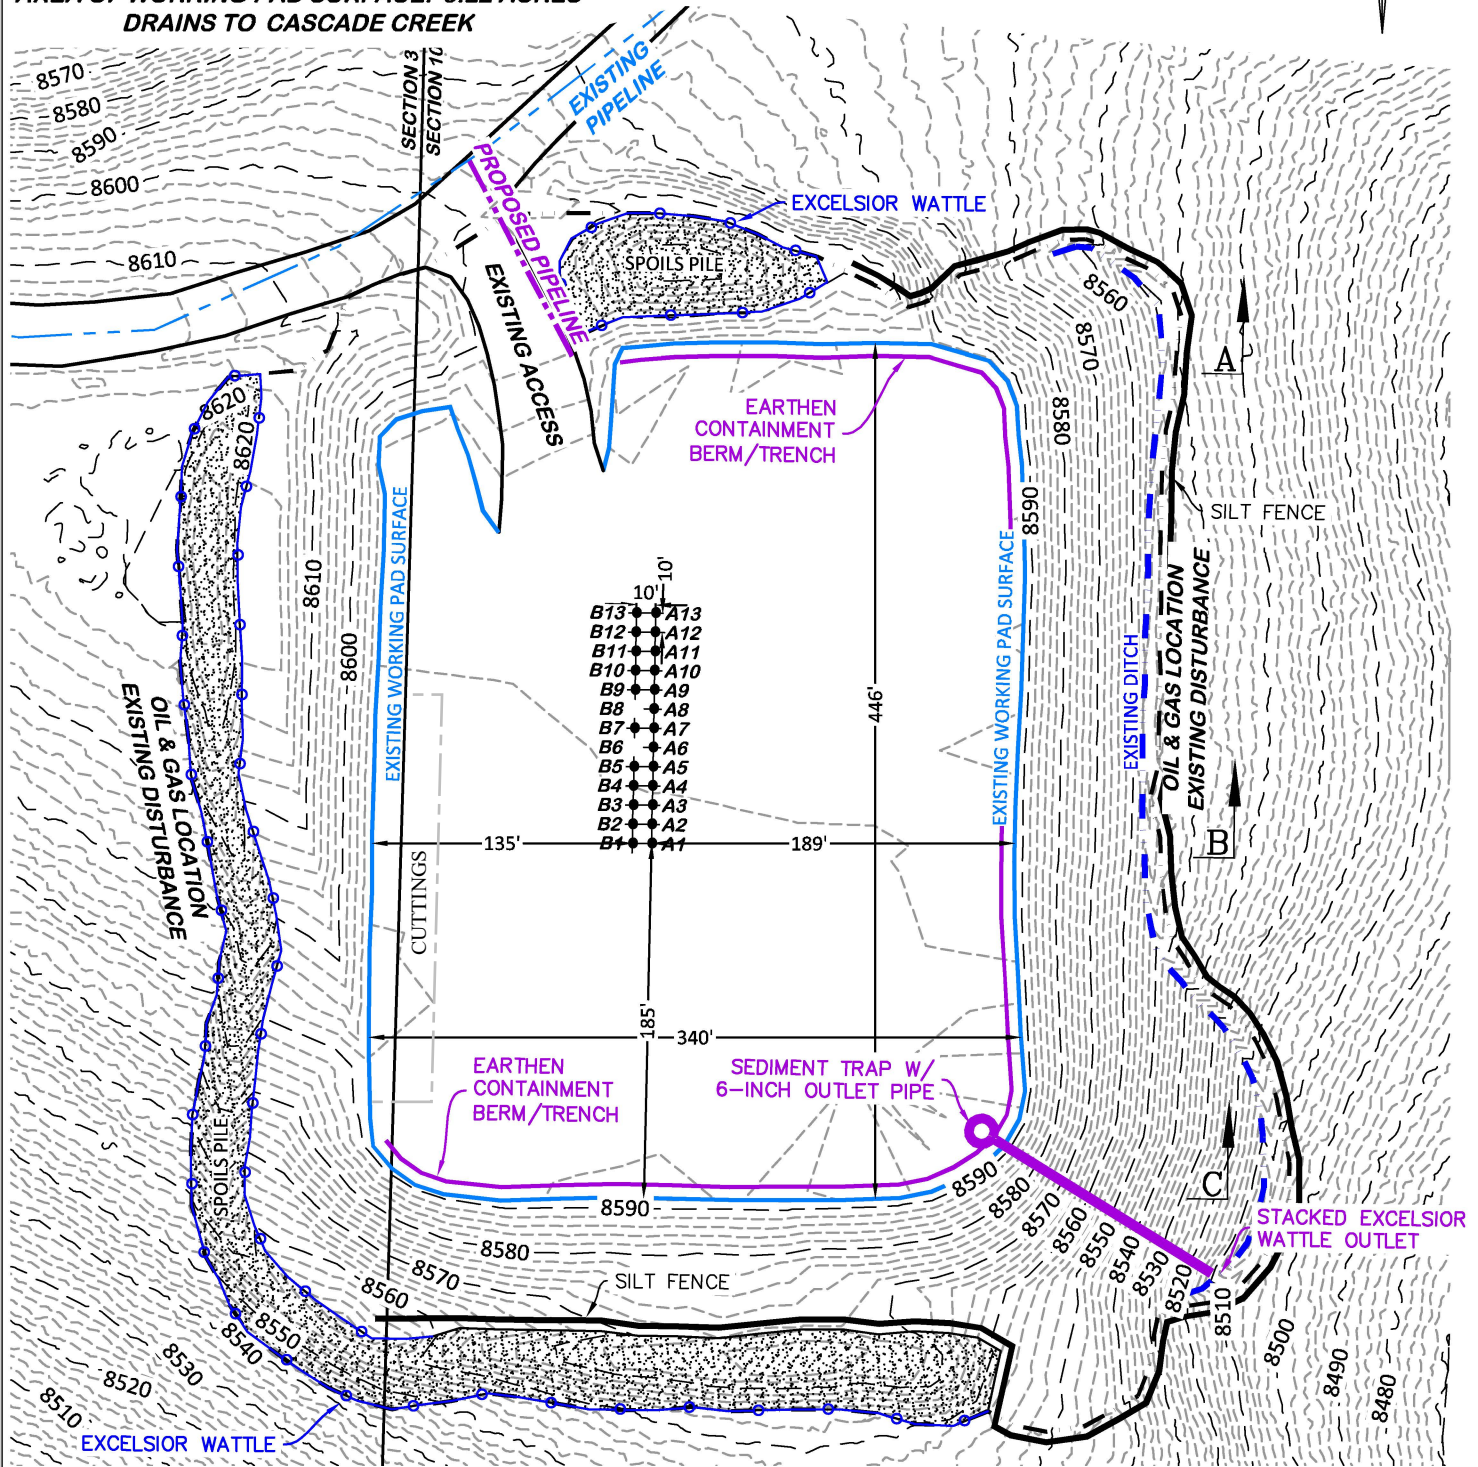 DRAINS TO CASCADE CREEK
8570
8580
8590
8600
8610
SECTION 3
SECTION 10
EXISTING
PIPELINE
PROPOSED PIPELINE
EXISTING ACCESS
EXCELSIOR WATTLE
SPOILS PILE
8560
8570
8580
8590
A
SILT FENCE
EARTHEN
CONTAINMENT
BERM/TRENCH
8620
8620
8610
8600
EXISTING WORKING PAD SURFACE
EXISTING WORKING PAD SURFACE
10'
10'
B13 A13
B12 A12
B11 A11
B10 A10
B9 A9
B8 A8
B7 A7
B6 A6
B5 A5
B4 A4
B3 A3
B2 A2
B1 A1
446'
135'
189'
185'
340'
CUTTINGS
EXISTING DITCH
OIL & GAS LOCATION
EXISTING DISTURBANCE
OIL & GAS LOCATION
EXISTING DISTURBANCE
B
C
EARTHEN
CONTAINMENT
BERM/TRENCH
SEDIMENT TRAP W/
6-INCH OUTLET PIPE
STACKED EXCELSIOR
WATTLE OUTLET
SPOILS PILE
8590
8580
8570
8560
SILT FENCE
8590
8580
8570
8560
8550
8540
8530
8520
8510
8500
8490
8480
8550
8540
8530
8520
8510
EXCELSIOR WATTLE